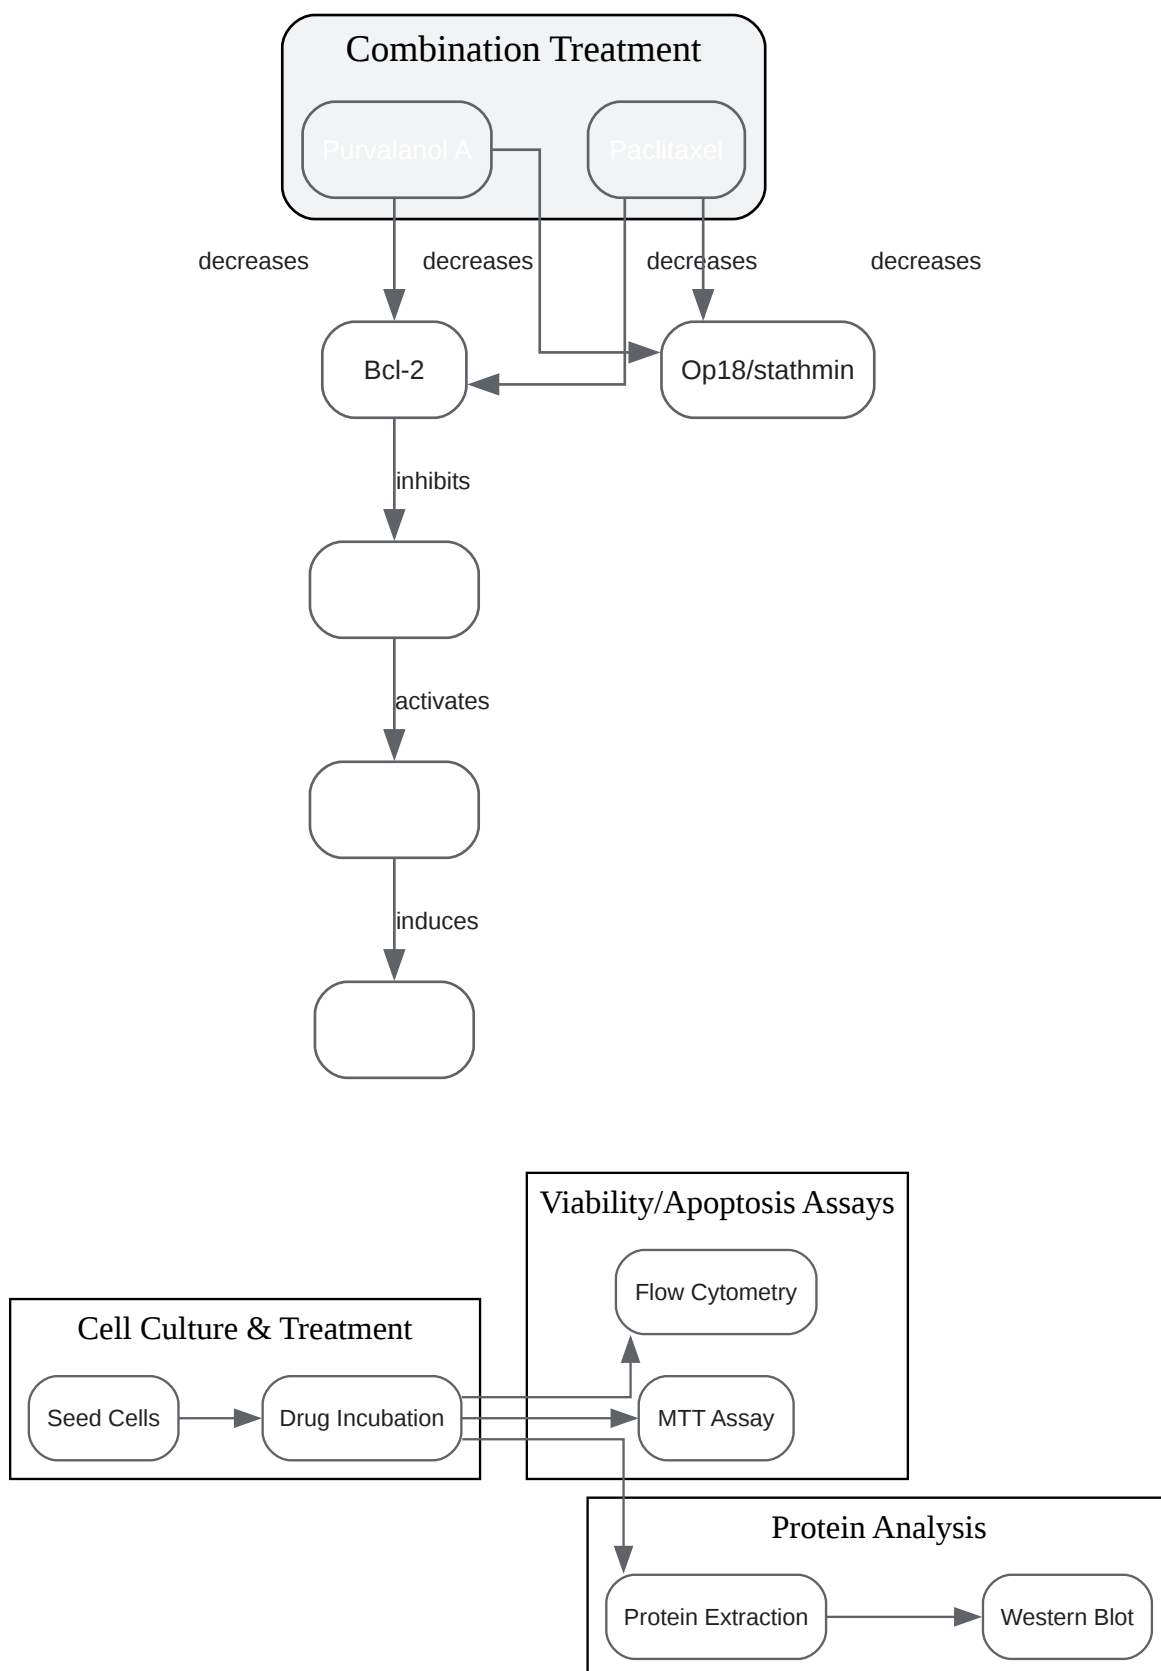 Combination Treatment
Purvalanol A
Paclitaxel
decreases
decreases
decreases
decreases
Bcl-2
Op18/stathmin
inhibits
activates
induces
Viability/Apoptosis Assays
Flow Cytometry
Cell Culture & Treatment
Seed Cells
Drug Incubation
MTT Assay
Protein Analysis
Protein Extraction
Western Blot